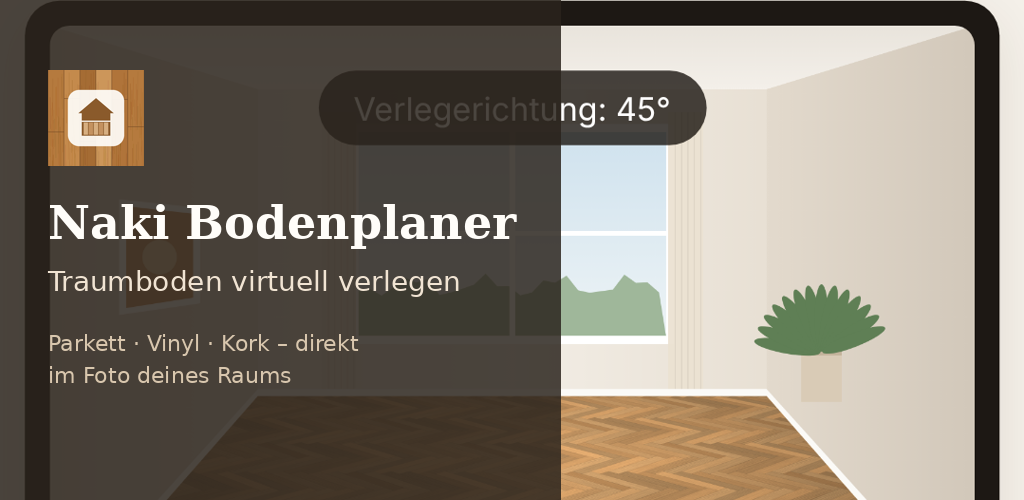 Verlegerichtung: 45°
Naki Bodenplaner
Traumboden virtuell verlegen
Parkett · Vinyl · Kork – direkt
im Foto deines Raums